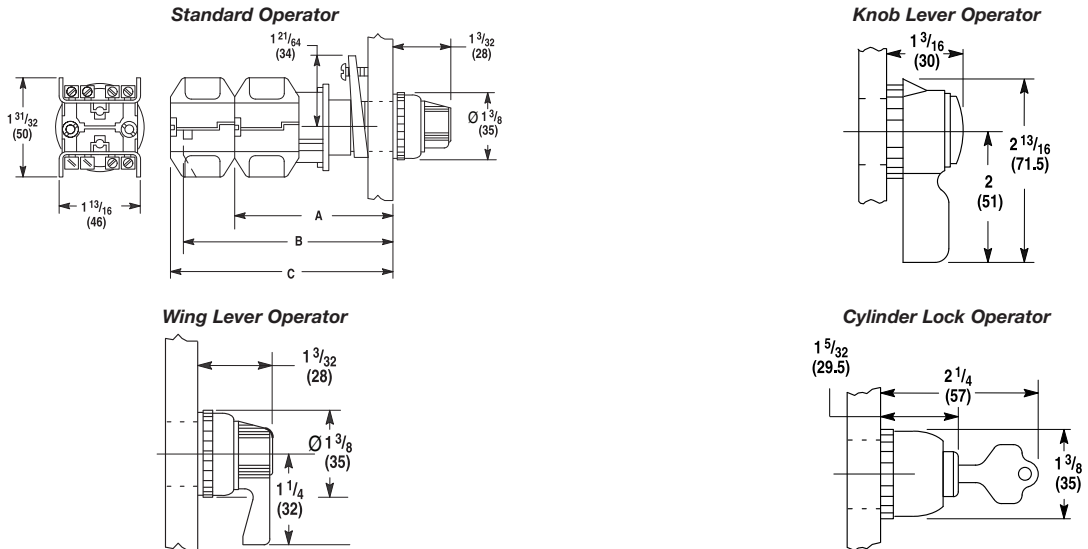 Standard Operator
1 21/64
(34)
1 3/32
(28)
1 31/32
(50)
Ø 1 3/8
(35)
1 13/16
(46)
A
B
C
Knob Lever Operator
1 3/16
(30)
2 13/16
(71.5)
2
(51)
Wing Lever Operator
1 3/32
(28)
Ø 1 3/8
(35)
1 1/4
(32)
Cylinder Lock Operator
1 5/32
(29.5)
2 1/4
(57)
1 3/8
(35)